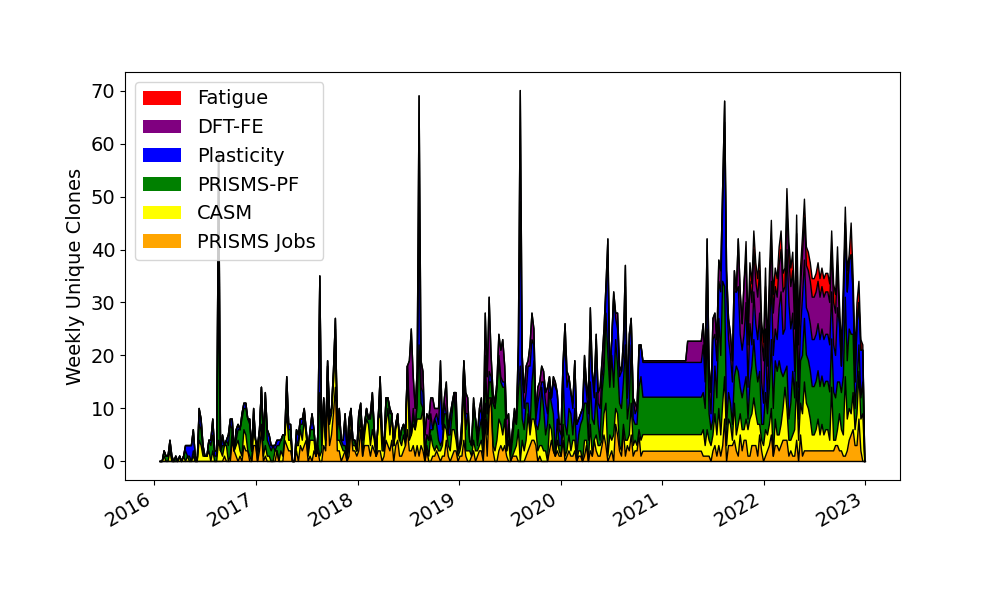 Weekly Unique Clones
70
60
50
40
30
20
10
0
Fatigue
DFT-FE
Plasticity
PRISMS-PF
CASM
PRISMS Jobs
2016
2017
2018
2019
2020
2021
2022
2023